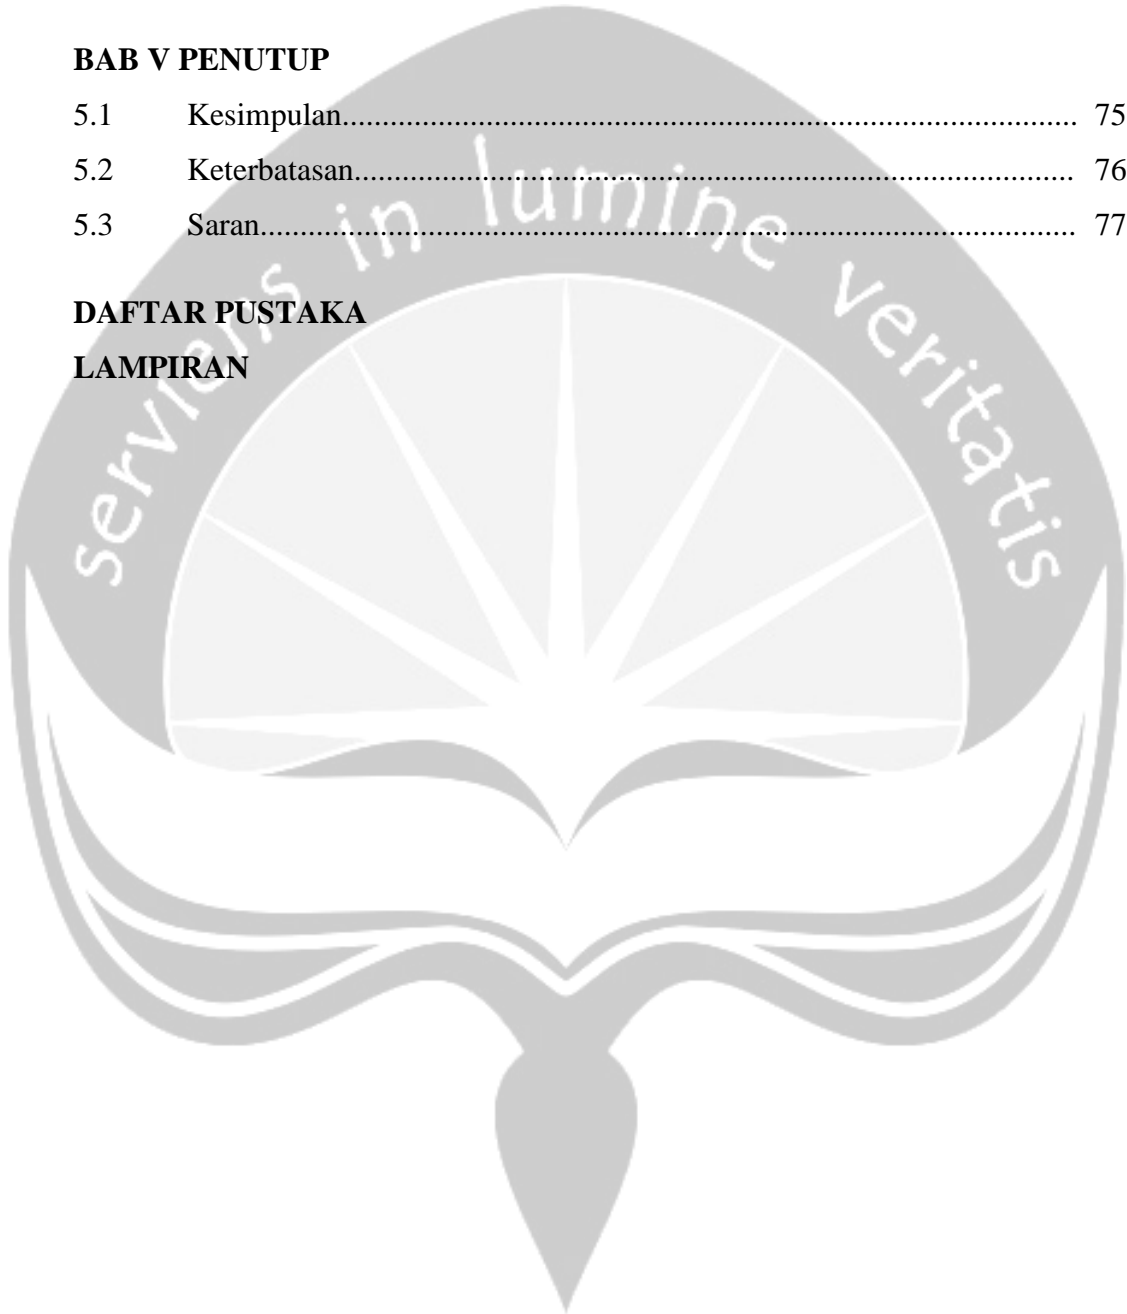 BAB V PENUTUP
5.1 Kesimpulan............................................................................................ 75
5.2 Keterbatasan.......................................................................................... 76
5.3 Saran...................................................................................................... 77
DAFTAR PUSTAKA
LAMPIRAN
serviens in lumine veritatis